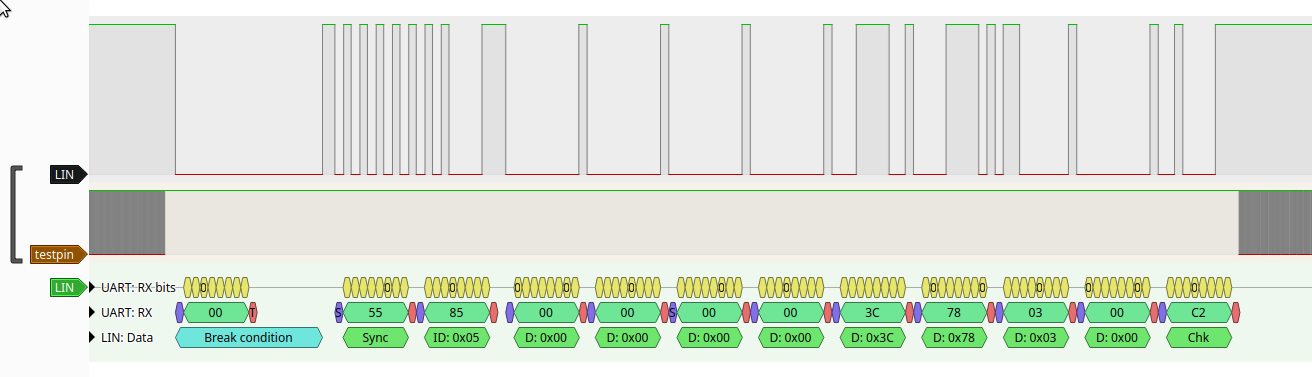 LIN
testpin
LIN UART: RX bits 0 0 0 0 0 0 0 0 0 0 0 0 0 0 0
UART: RX 00 T S 55 85 00 00 S 00 00 3C 78 03 00 C2
LIN: Data Break condition Sync ID: 0x05 D: 0x00 D: 0x00 D: 0x00 D: 0x00 D: 0x3C D: 0x78 D: 0x03 D: 0x00 Chk